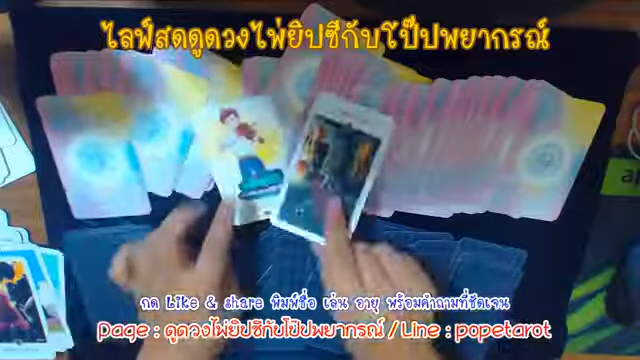 ไลฟ์สดดูดวงไพ่ยิปซีกับโป๊ปพยากรณ์
กด Like & share พิมพ์ชื่อ เล่น อายุ พร้อมคำถามที่ชัดเจน
Page : ดูดวงไพ่ยิปซีกับโป๊ปพยากรณ์ / Line : popetarot